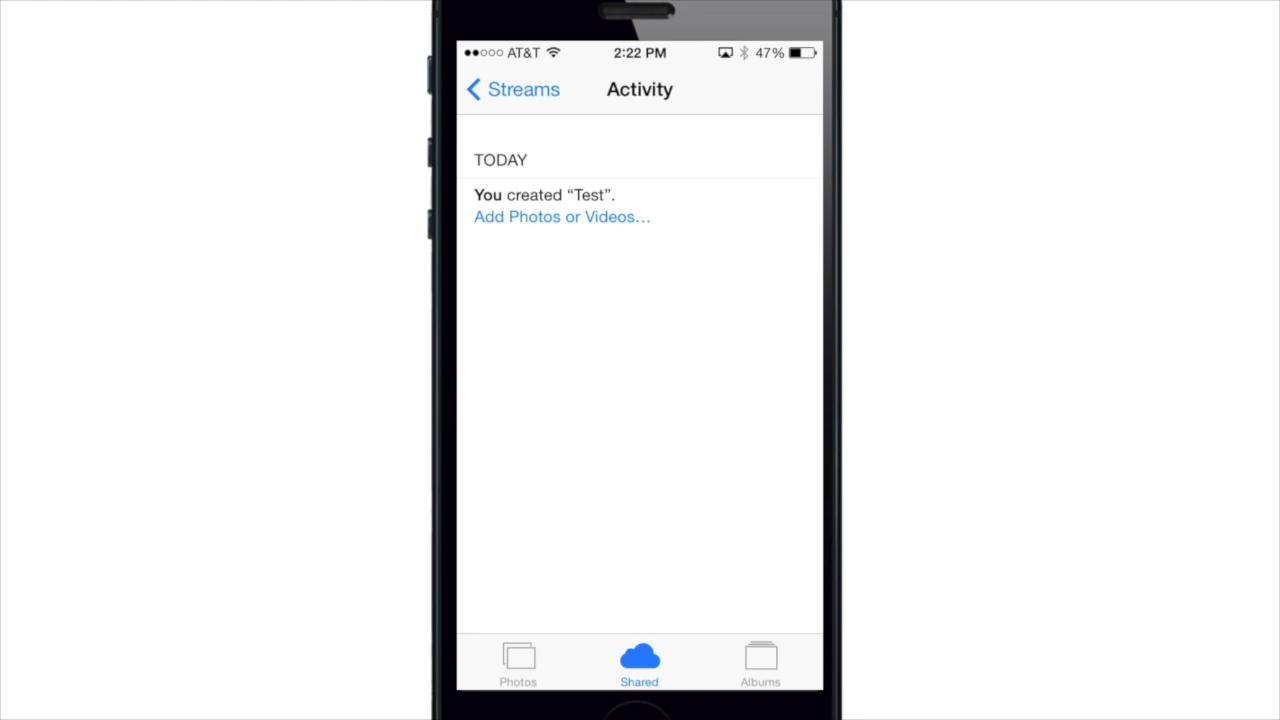 AT&T 2:22 PM 47%
Streams Activity
TODAY
You created “Test”.
Add Photos or Videos…
Photos Shared Albums